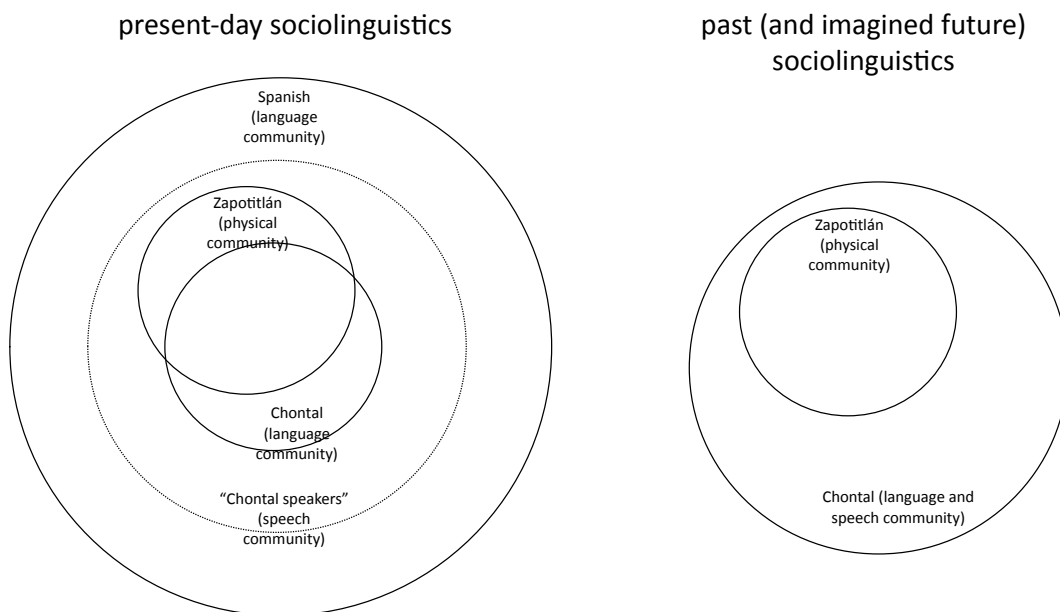 present-day sociolinguistics
Spanish
(language
community)
Zapotitlán
(physical
community)
Chontal
(language
community)
“Chontal speakers”
(speech
community)
past (and imagined future)
sociolinguistics
Zapotitlán
(physical
community)
Chontal (language and
speech community)